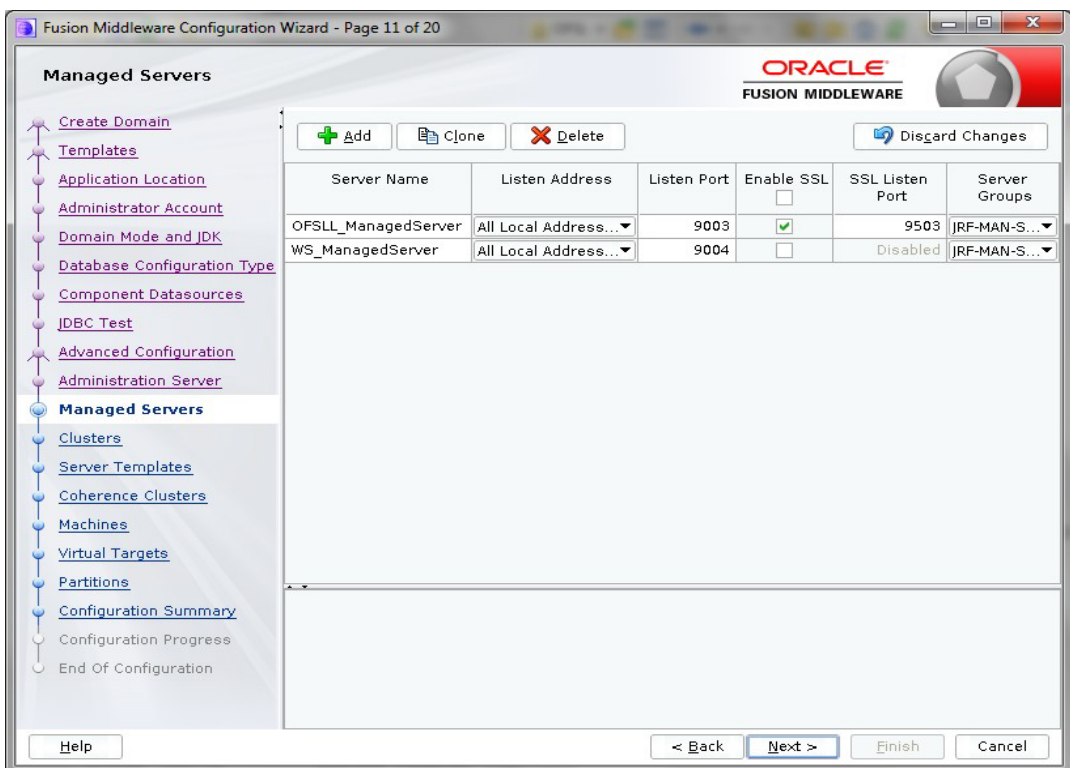 Fusion Middleware Configuration Wizard - Page 11 of 20
Managed Servers
ORACLE
FUSION MIDDLEWARE
Create Domain
Templates
Application Location
Administrator Account
Domain Mode and JDK
Database Configuration Type
Component Datasources
JDBC Test
Advanced Configuration
Administration Server
Managed Servers
Clusters
Server Templates
Coherence Clusters
Machines
Virtual Targets
Partitions
Configuration Summary
Configuration Progress
End Of Configuration
Add Clone Delete Discard Changes
Server Name Listen Address Listen Port Enable SSL SSL Listen Port Server Groups
OFSLL_ManagedServer All Local Address... 9003 9503 JRF-MAN-S...
WS_ManagedServer All Local Address... 9004 Disabled JRF-MAN-S...
Help < Back Next > Finish Cancel